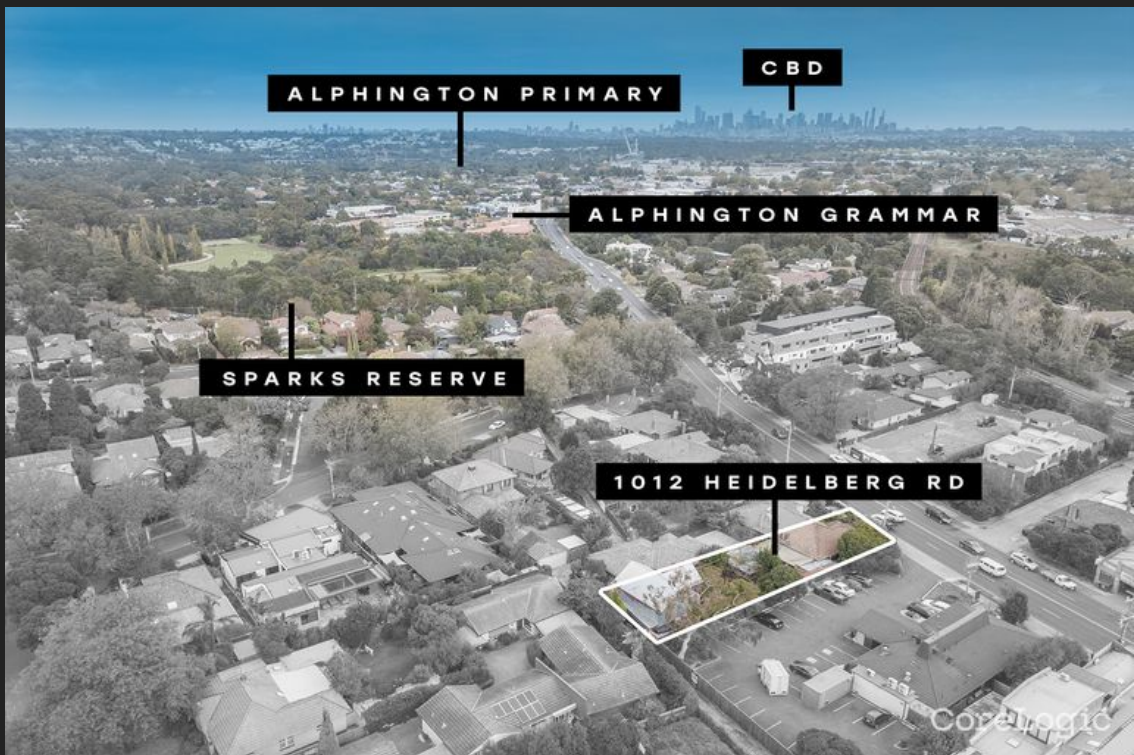 CBD
ALPHINGTON PRIMARY
ALPHINGTON GRAMMAR
SPARKS RESERVE
1012 HEIDELBERG RD
CoreLogic